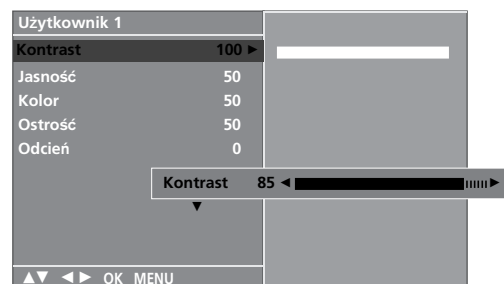 Użytkownik 1
Kontrast 100 ►
Jasność 50
Kolor 50
Ostrość 50
Odcień 0
Kontrast 85 ◄ ►
▼
▲▼ ◄► OK MENU